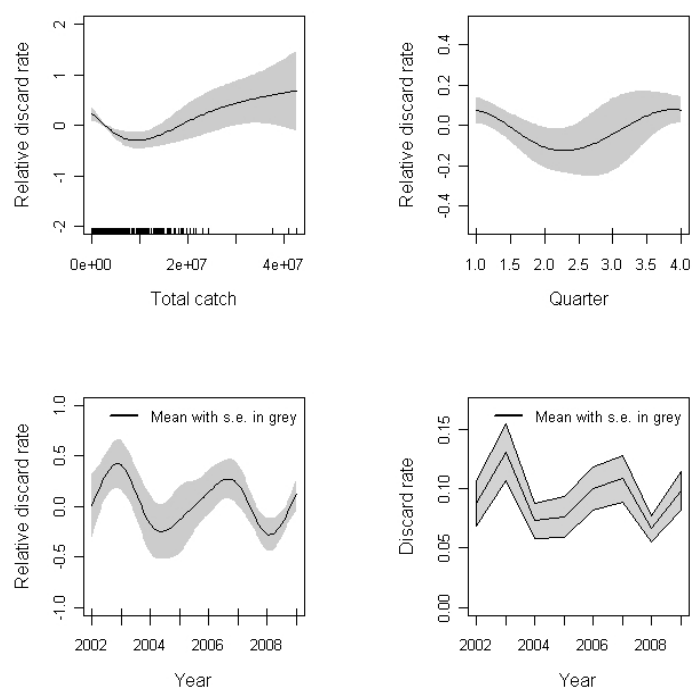 Relative discard rate
2
1
0
-1
-2
0e+00 2e+07 4e+07
Total catch
Relative discard rate
0.4
0.2
0.0
-0.2
-0.4
1.0 1.5 2.0 2.5 3.0 3.5 4.0
Quarter
Relative discard rate
1.0
0.5
0.0
-0.5
-1.0
Mean with s.e. in grey
2002 2004 2006 2008
Year
Discard rate
0.15
0.10
0.05
0.00
Mean with s.e. in grey
2002 2004 2006 2008
Year